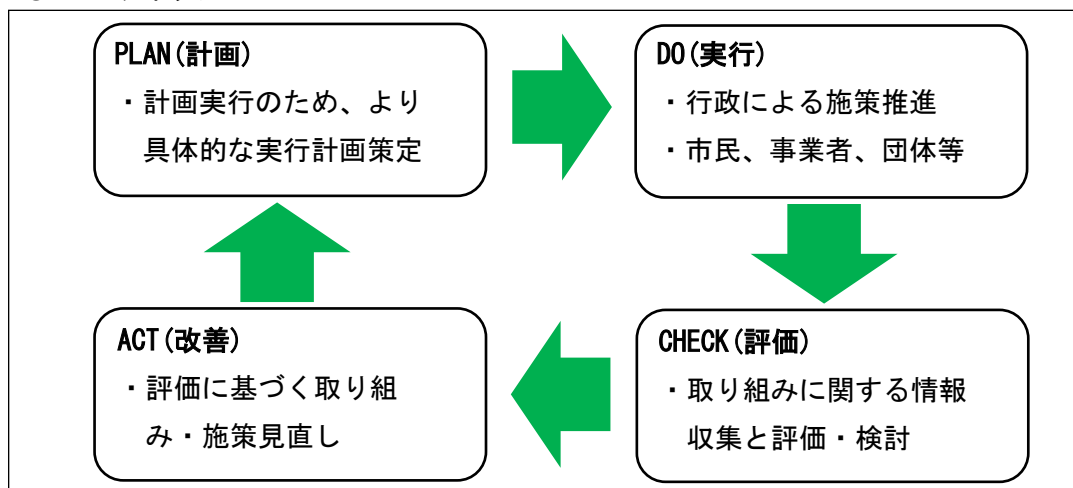 PLAN(計画)
・計画実行のため、より
具体的な実行計画策定
DO(実行)
・行政による施策推進
・市民、事業者、団体等
ACT(改善)
・評価に基づく取り組
み・施策見直し
CHECK(評価)
・取り組みに関する情報
収集と評価・検討